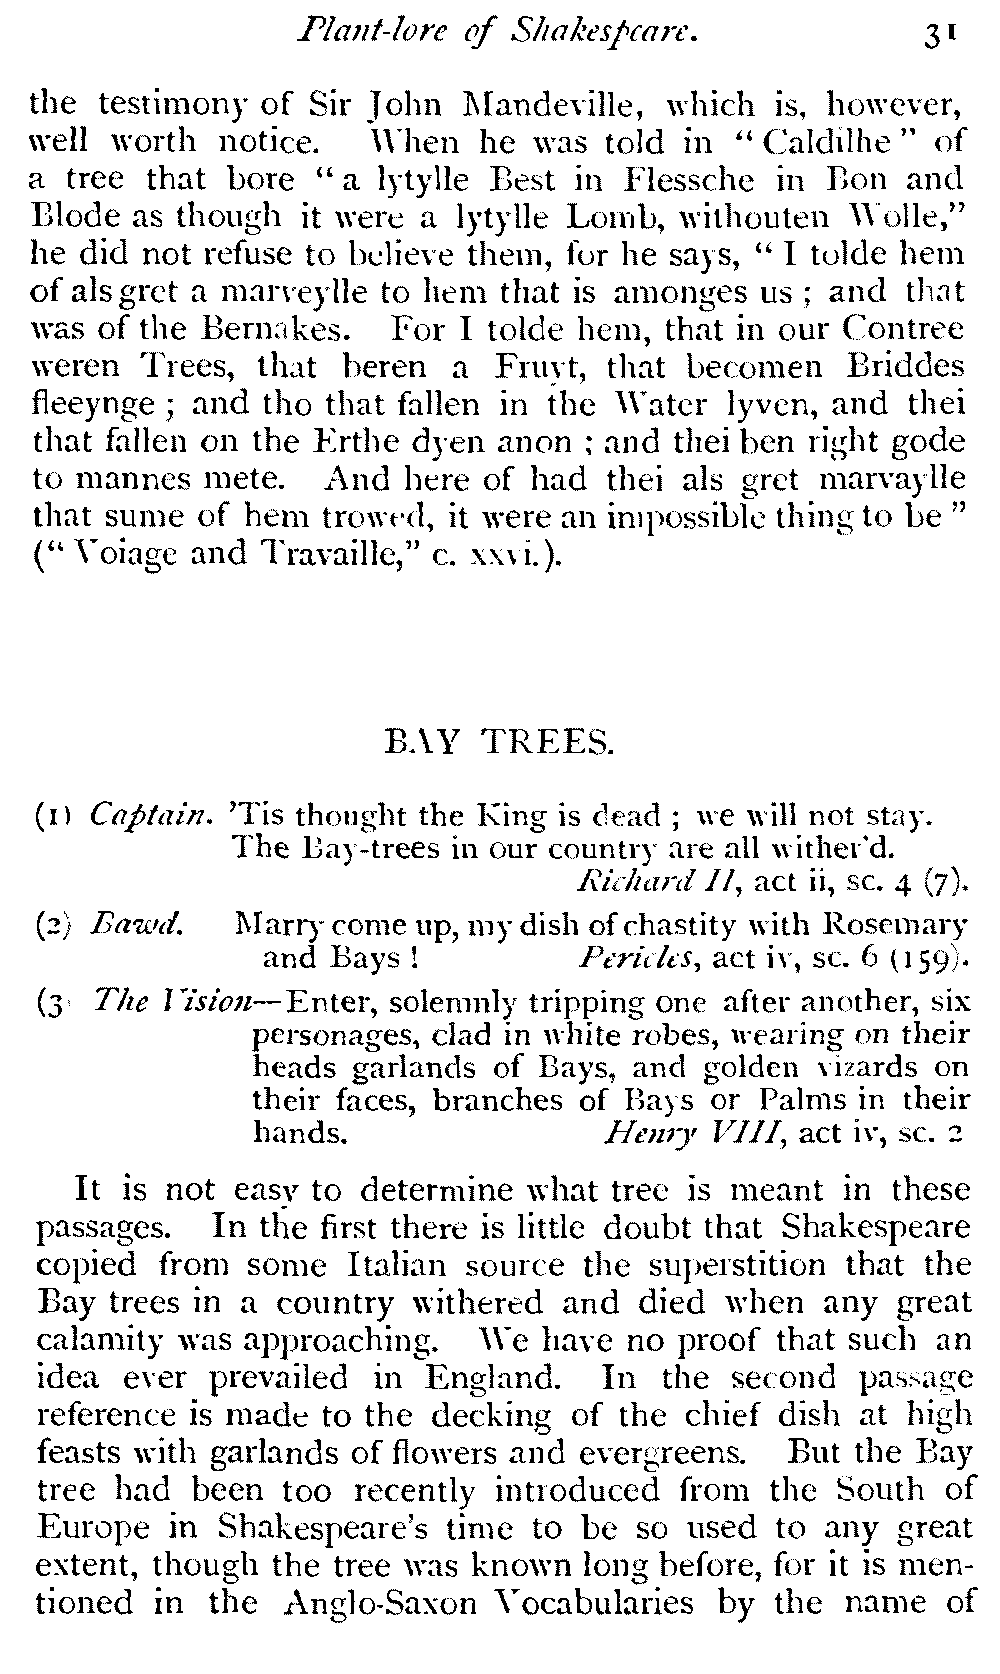 Plant-lore of Shakespeare. 31
the testimony of Sir John Mandeville, which is, however,
well worth notice. When he was told in “Caldilhe” of
a tree that bore “a lytylle Best in Flessche in Bon and
Blode as though it were a lytylle Lomb, withouten Wolle,”
he did not refuse to believe them, for he says, “I tolde hem
of als gret a marveylle to hem that is amonges us; and that
was of the Bernakes. For I tolde hem, that in our Contree
weren Trees, that beren a Fruyt, that becomen Briddes
fleeynge; and tho that fallen in the Water lyven, and thei
that fallen on the Erthe dyen anon; and thei ben right gode
to mannes mete. And here of had thei als gret marvaylle
that sume of hem trowed, it were an impossible thing to be”
(“Voiage and Travaille,” c. xxvi.).
BAY TREES.
(1) Captain. ’Tis thought the King is dead; we will not stay.
The Bay-trees in our country are all wither’d.
Richard II, act ii, sc. 4 (7).
(2) Bawd. Marry come up, my dish of chastity with Rosemary
and Bays! Pericles, act iv, sc. 6 (159).
(3) The Vision—Enter, solemnly tripping one after another, six
personages, clad in white robes, wearing on their
heads garlands of Bays, and golden vizards on
their faces, branches of Bays or Palms in their
hands. Henry VIII, act iv, sc. 2
It is not easy to determine what tree is meant in these
passages. In the first there is little doubt that Shakespeare
copied from some Italian source the superstition that the
Bay trees in a country withered and died when any great
calamity was approaching. We have no proof that such an
idea ever prevailed in England. In the second passage
reference is made to the decking of the chief dish at high
feasts with garlands of flowers and evergreens. But the Bay
tree had been too recently introduced from the South of
Europe in Shakespeare’s time to be so used to any great
extent, though the tree was known long before, for it is men-
tioned in the Anglo-Saxon Vocabularies by the name of